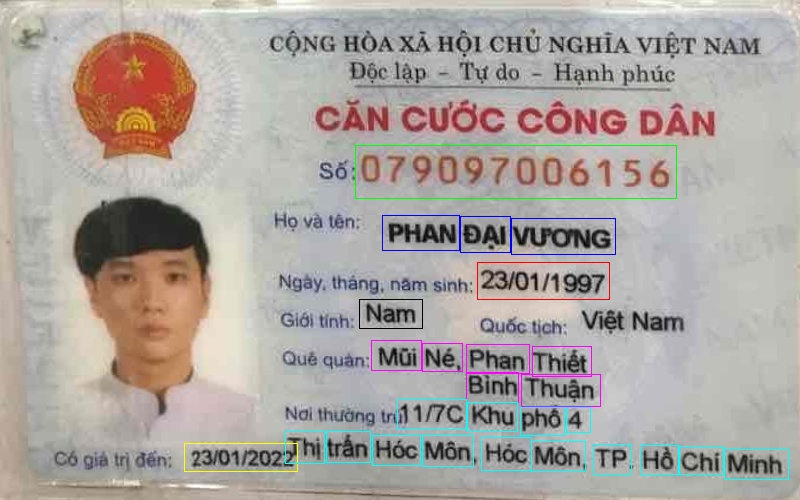 CỘNG HÒA XÃ HỘI CHỦ NGHĨA VIỆT NAM
Độc lập - Tự do - Hạnh phúc
CĂN CƯỚC CÔNG DÂN
Số: 079097006156
Họ và tên: PHAN ĐẠI VƯƠNG
Ngày, tháng, năm sinh: 23/01/1997
Giới tính: Nam Quốc tịch: Việt Nam
Quê quán: Mũi Né, Phan Thiết
Bình Thuận
Nơi thường trú 11/7C Khu phố 4
Thị trấn Hóc Môn, Hóc Môn, TP. Hồ Chí Minh
Có giá trị đến: 23/01/2022